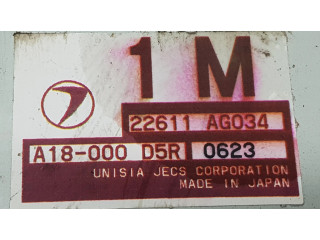 1 M
22611 AG034
A18-000 D5R 0623
UNISIA JECS CORPORATION
MADE IN JAPAN